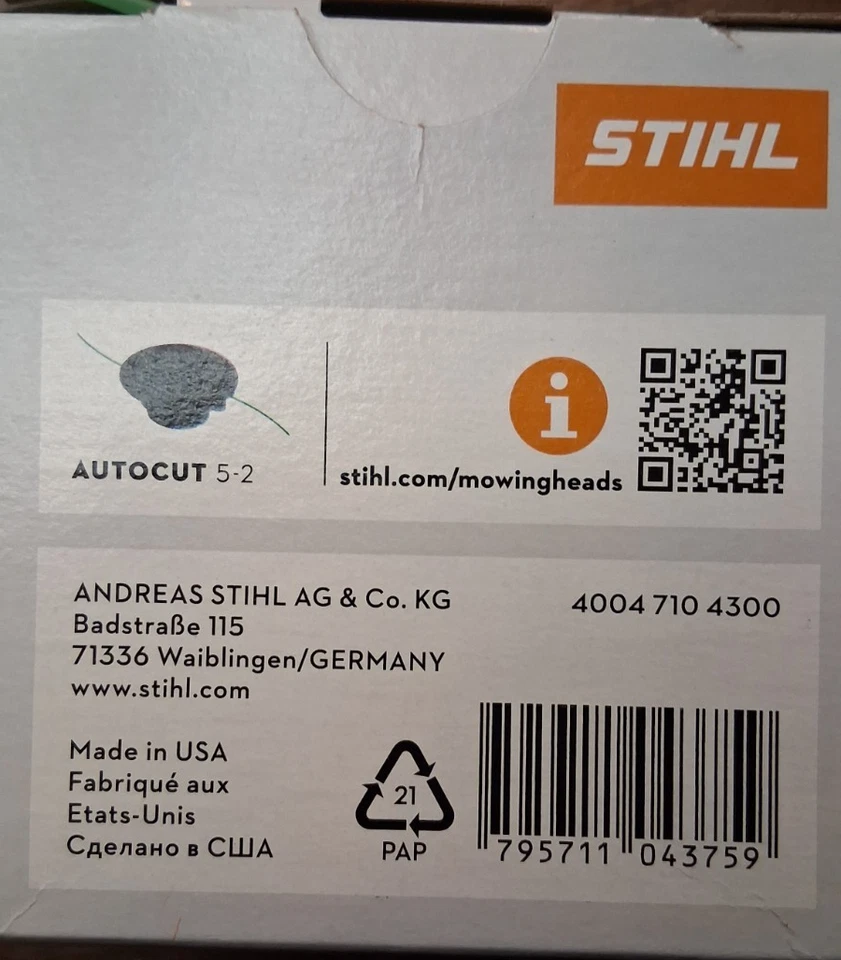 STIHL
AUTOCUT 5-2
i
stihl.com/mowingheads
ANDREAS STIHL AG & Co. KG
Badstraße 115
71336 Waiblingen/GERMANY
www.stihl.com
4004 710 4300
Made in USA
Fabriqué aux
Etats-Unis
Сделано в США
21
PAP
795711 043759